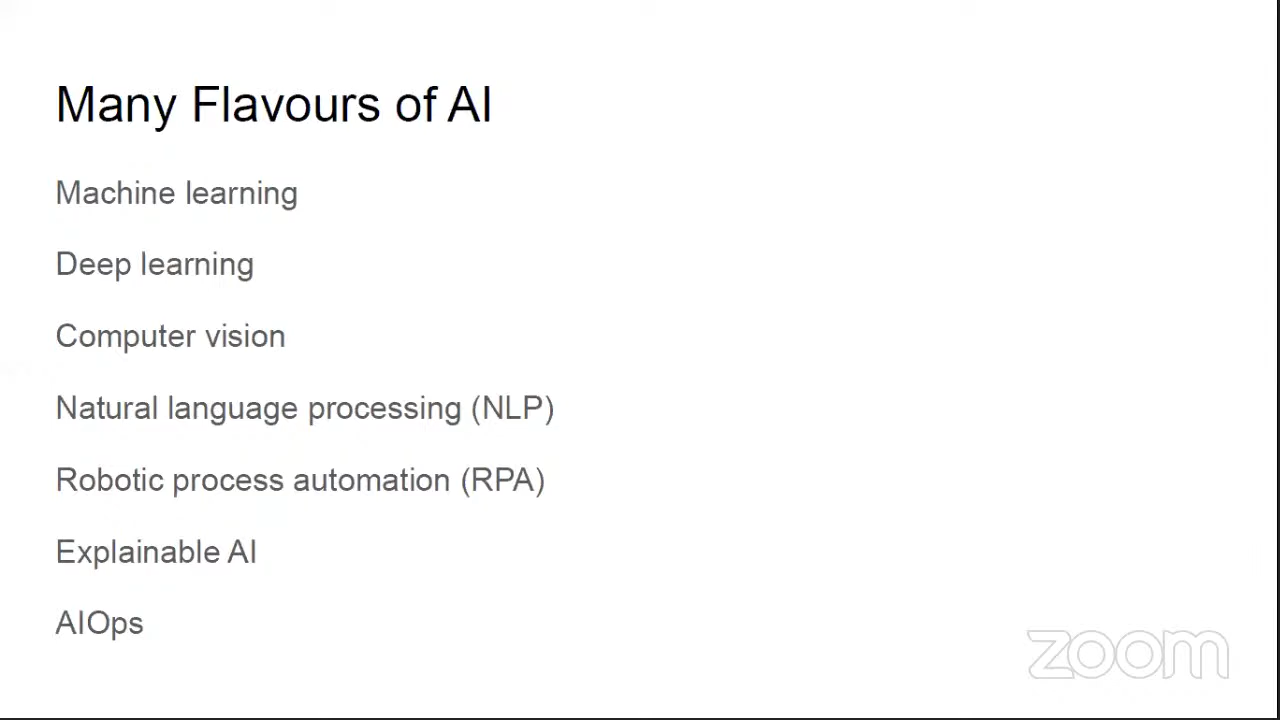 Many Flavours of AI
Machine learning
Deep learning
Computer vision
Natural language processing (NLP)
Robotic process automation (RPA)
Explainable AI
AIOps
zoom